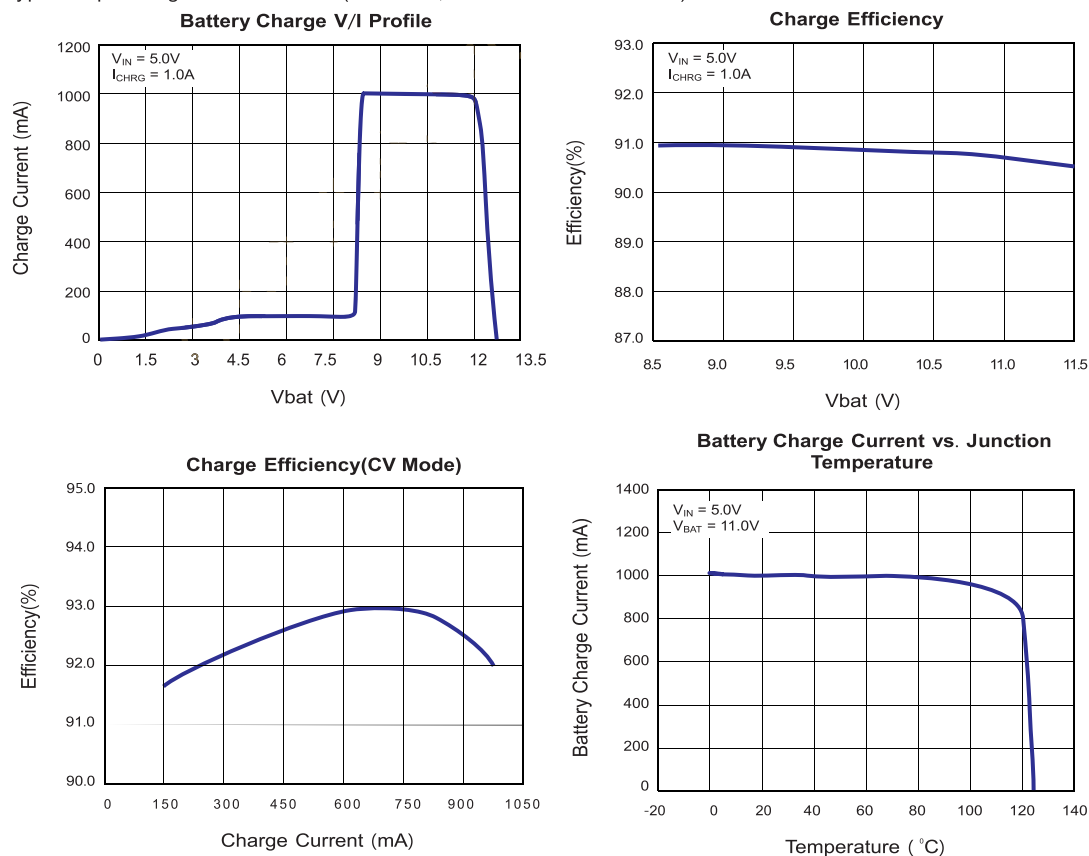 Battery Charge V/I Profile
1200
1000
800
600
400
200
0
VIN = 5.0V
ICHRG = 1.0A
Charge Current (mA)
0 1.5 3 4.5 6 7.5 9 10.5 12 13.5
Vbat (V)
Charge Efficiency
93.0
92.0
91.0
90.0
89.0
88.0
87.0
VIN = 5.0V
ICHRG = 1.0A
Efficiency(%)
8.5 9.0 9.5 10.0 10.5 11.0 11.5
Vbat (V)
Charge Efficiency(CV Mode)
95.0
94.0
93.0
92.0
91.0
90.0
Efficiency(%)
0 150 300 450 600 750 900 1050
Charge Current (mA)
Battery Charge Current vs. Junction
Temperature
1400
1200
1000
800
600
400
200
0
VIN = 5.0V
VBAT = 11.0V
Battery Charge Current (mA)
-20 0 20 40 60 80 100 120 140
Temperature ( °C)